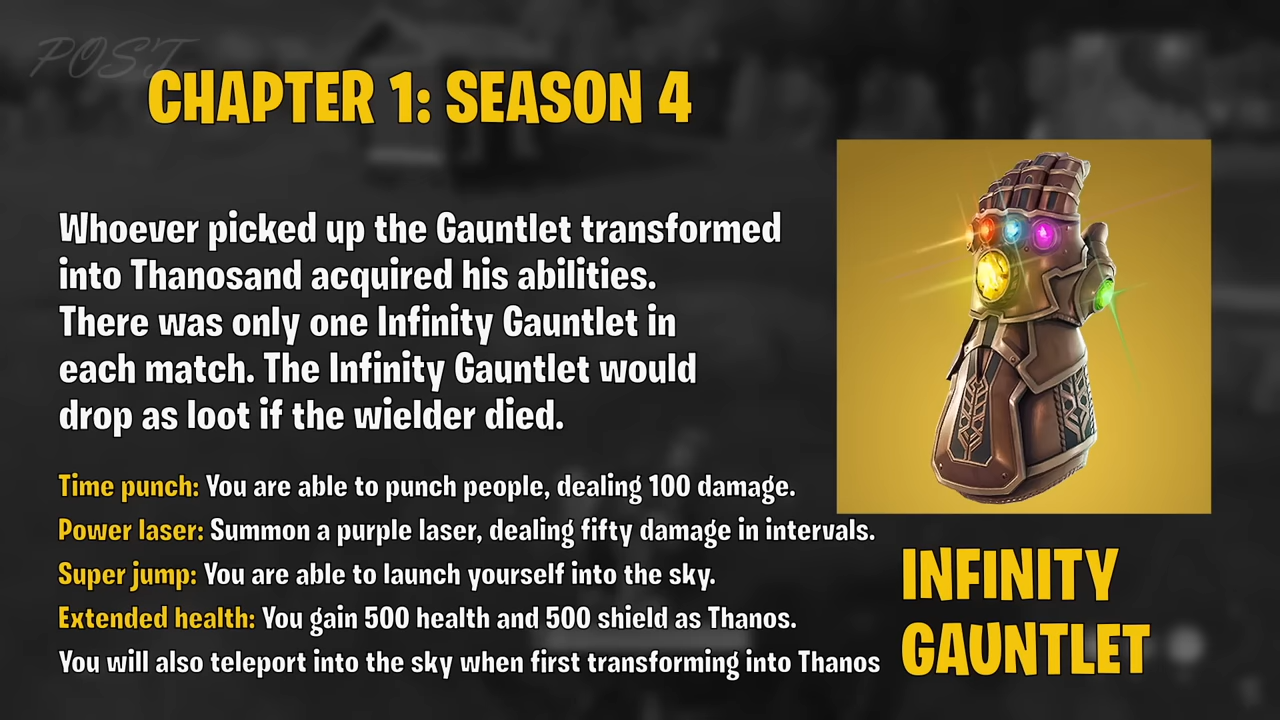 POST
CHAPTER 1: SEASON 4
Whoever picked up the Gauntlet transformed
into Thanosand acquired his abilities.
There was only one Infinity Gauntlet in
each match. The Infinity Gauntlet would
drop as loot if the wielder died.
Time punch: You are able to punch people, dealing 100 damage.
Power laser: Summon a purple laser, dealing fifty damage in intervals.
Super jump: You are able to launch yourself into the sky.
Extended health: You gain 500 health and 500 shield as Thanos.
You will also teleport into the sky when first transforming into Thanos
INFINITY
GAUNTLET